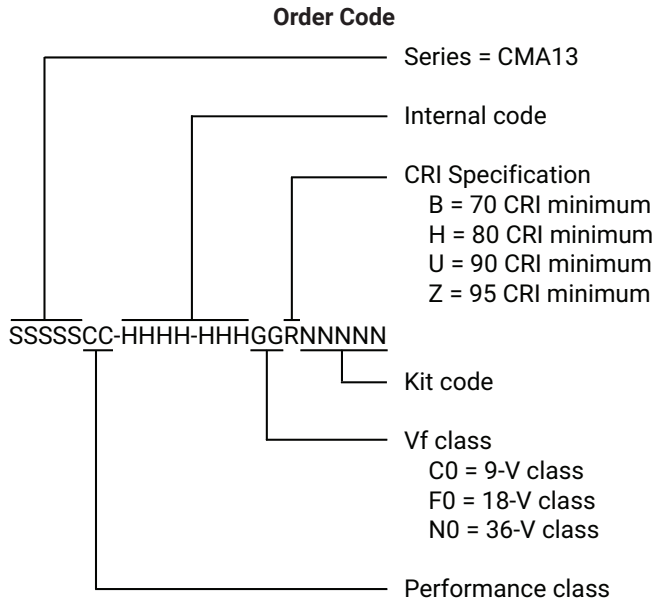 Order Code
Series = CMA13
Internal code
CRI Specification
B = 70 CRI minimum
H = 80 CRI minimum
U = 90 CRI minimum
Z = 95 CRI minimum
SSSSSCC-HHHH-HHHGGRNNNNN
Kit code
Vf class
C0 = 9-V class
F0 = 18-V class
N0 = 36-V class
Performance class